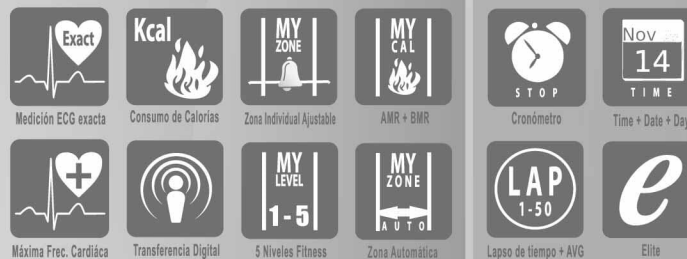 Exact
Medición ECG exacta
Kcal
Consumo de Calorías
MY
ZONE
Zona Individual Ajustable
MY
CAL
AMR + BMR
STOP
Cronómetro
Nov
14
TIME
Time + Date + Day
Máxima Frec. Cardiáca
Transferencia Digital
MY
LEVEL
1-5
5 Niveles Fitness
MY
ZONE
AUTO
Zona Automática
LAP
1-50
Lapso de tiempo + AVG
e
Elite